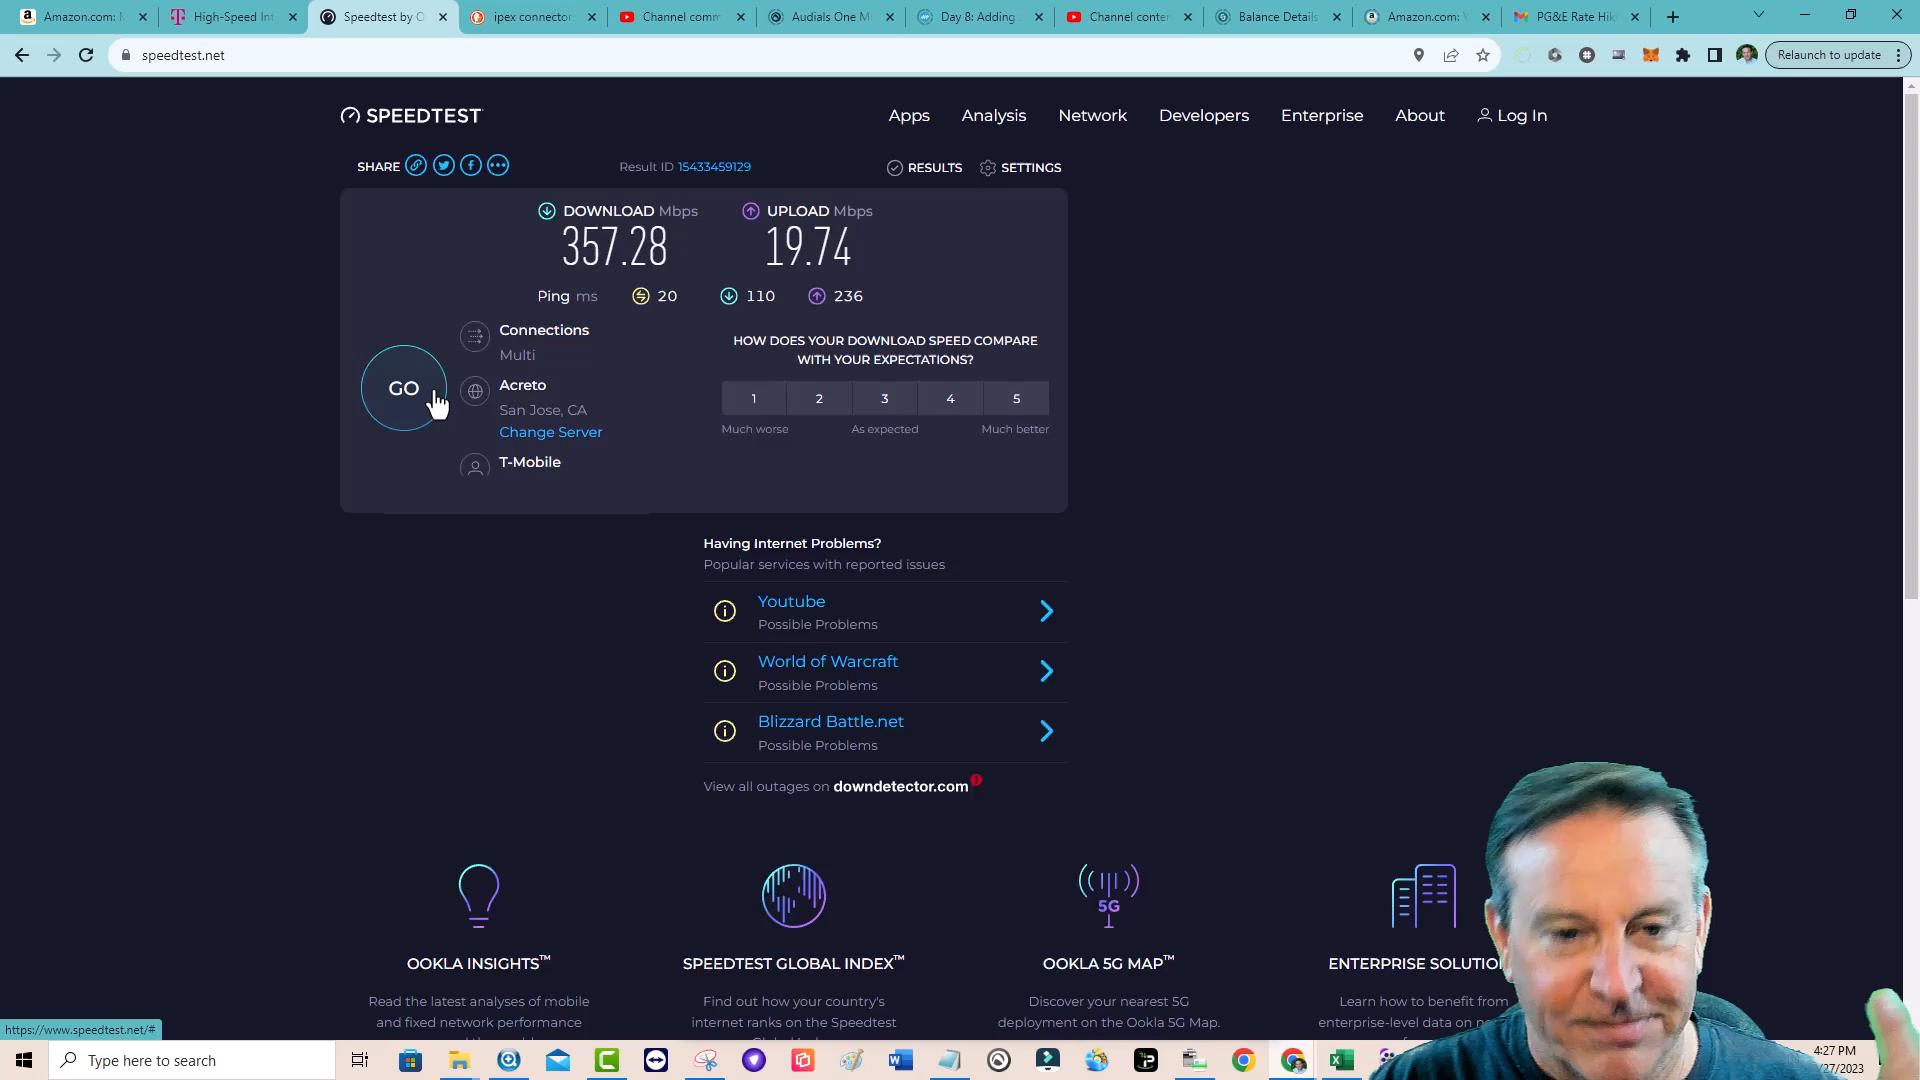 Amazon.com:
High-Speed Int
Speedtest by O
ipex connector
Channel comm
Audials One M
Day 8: Adding
Channel conten
Balance Details
Amazon.com:
PG&E Rate Hik
speedtest.net
Relaunch to update
SPEEDTEST
Apps
Analysis
Network
Developers
Enterprise
About
Log In
SHARE
Result ID 15433459129
RESULTS
SETTINGS
DOWNLOAD Mbps
UPLOAD Mbps
357.28
19.74
Ping ms
20
110
236
GO
Connections
Multi
Acreto
San Jose, CA
Change Server
T-Mobile
HOW DOES YOUR DOWNLOAD SPEED COMPARE
WITH YOUR EXPECTATIONS?
1 2 3 4 5
Much worse
As expected
Much better
Having Internet Problems?
Popular services with reported issues
Youtube
Possible Problems
World of Warcraft
Possible Problems
Blizzard Battle.net
Possible Problems
View all outages on downdetector.com
5G
OOKLA INSIGHTS™
Read the latest analyses of mobile
and fixed network performance
SPEEDTEST GLOBAL INDEX™
Find out how your country's
internet ranks on the Speedtest
OOKLA 5G MAP™
Discover your nearest 5G
deployment on the Ookla 5G Map.
ENTERPRISE SOLUTIO
Learn how to benefit from
enterprise-level data on
https://www.speedtest.net/#
Type here to search
4:27 PM
/27/2023